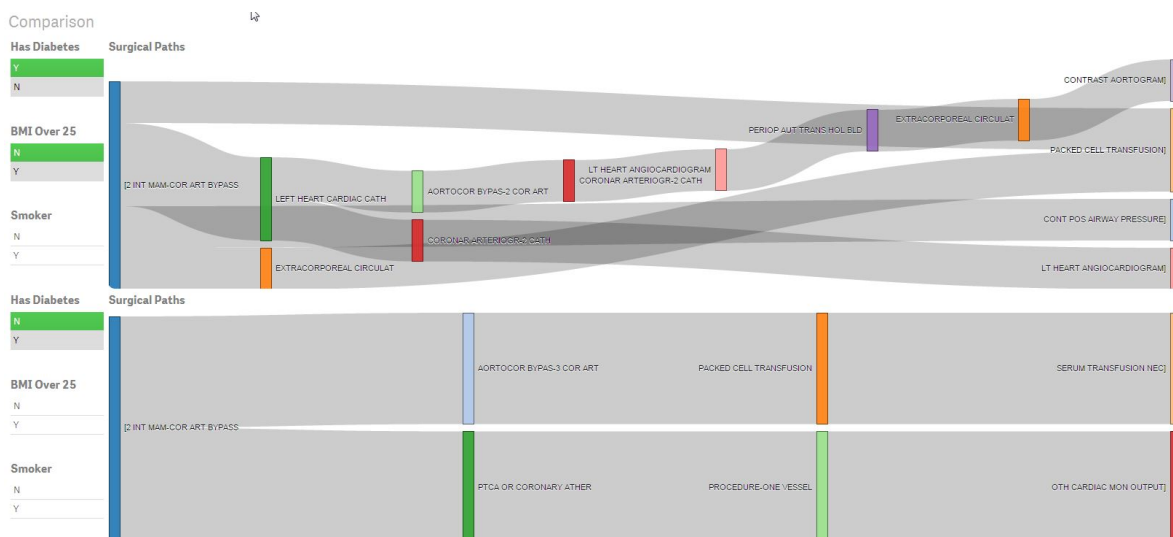 Comparison
Has Diabetes
Surgical Paths
Y
N
BMI Over 25
N
Y
Smoker
N
Y
[2 INT MAM-COR ART BYPASS
LEFT HEART CARDIAC CATH
EXTRACORPOREAL CIRCULAT
AORTOCOR BYPAS-2 COR ART
CORONAR ARTERIOGR-2 CATH
LT HEART ANGIOCARDIOGRAM
CORONAR ARTERIOGR-2 CATH
PERIOP AUT TRANS HOL BLD
EXTRACORPOREAL CIRCULAT
CONTRAST AORTOGRAM]
PACKED CELL TRANSFUSION]
CONT POS AIRWAY PRESSURE]
LT HEART ANGIOCARDIOGRAM]
Has Diabetes
Surgical Paths
N
Y
BMI Over 25
N
Y
Smoker
N
Y
[2 INT MAM-COR ART BYPASS
AORTOCOR BYPAS-3 COR ART
PACKED CELL TRANSFUSION
SERUM TRANSFUSION NEC]
PTCA OR CORONARY ATHER
PROCEDURE-ONE VESSEL
OTH CARDIAC MON OUTPUT]